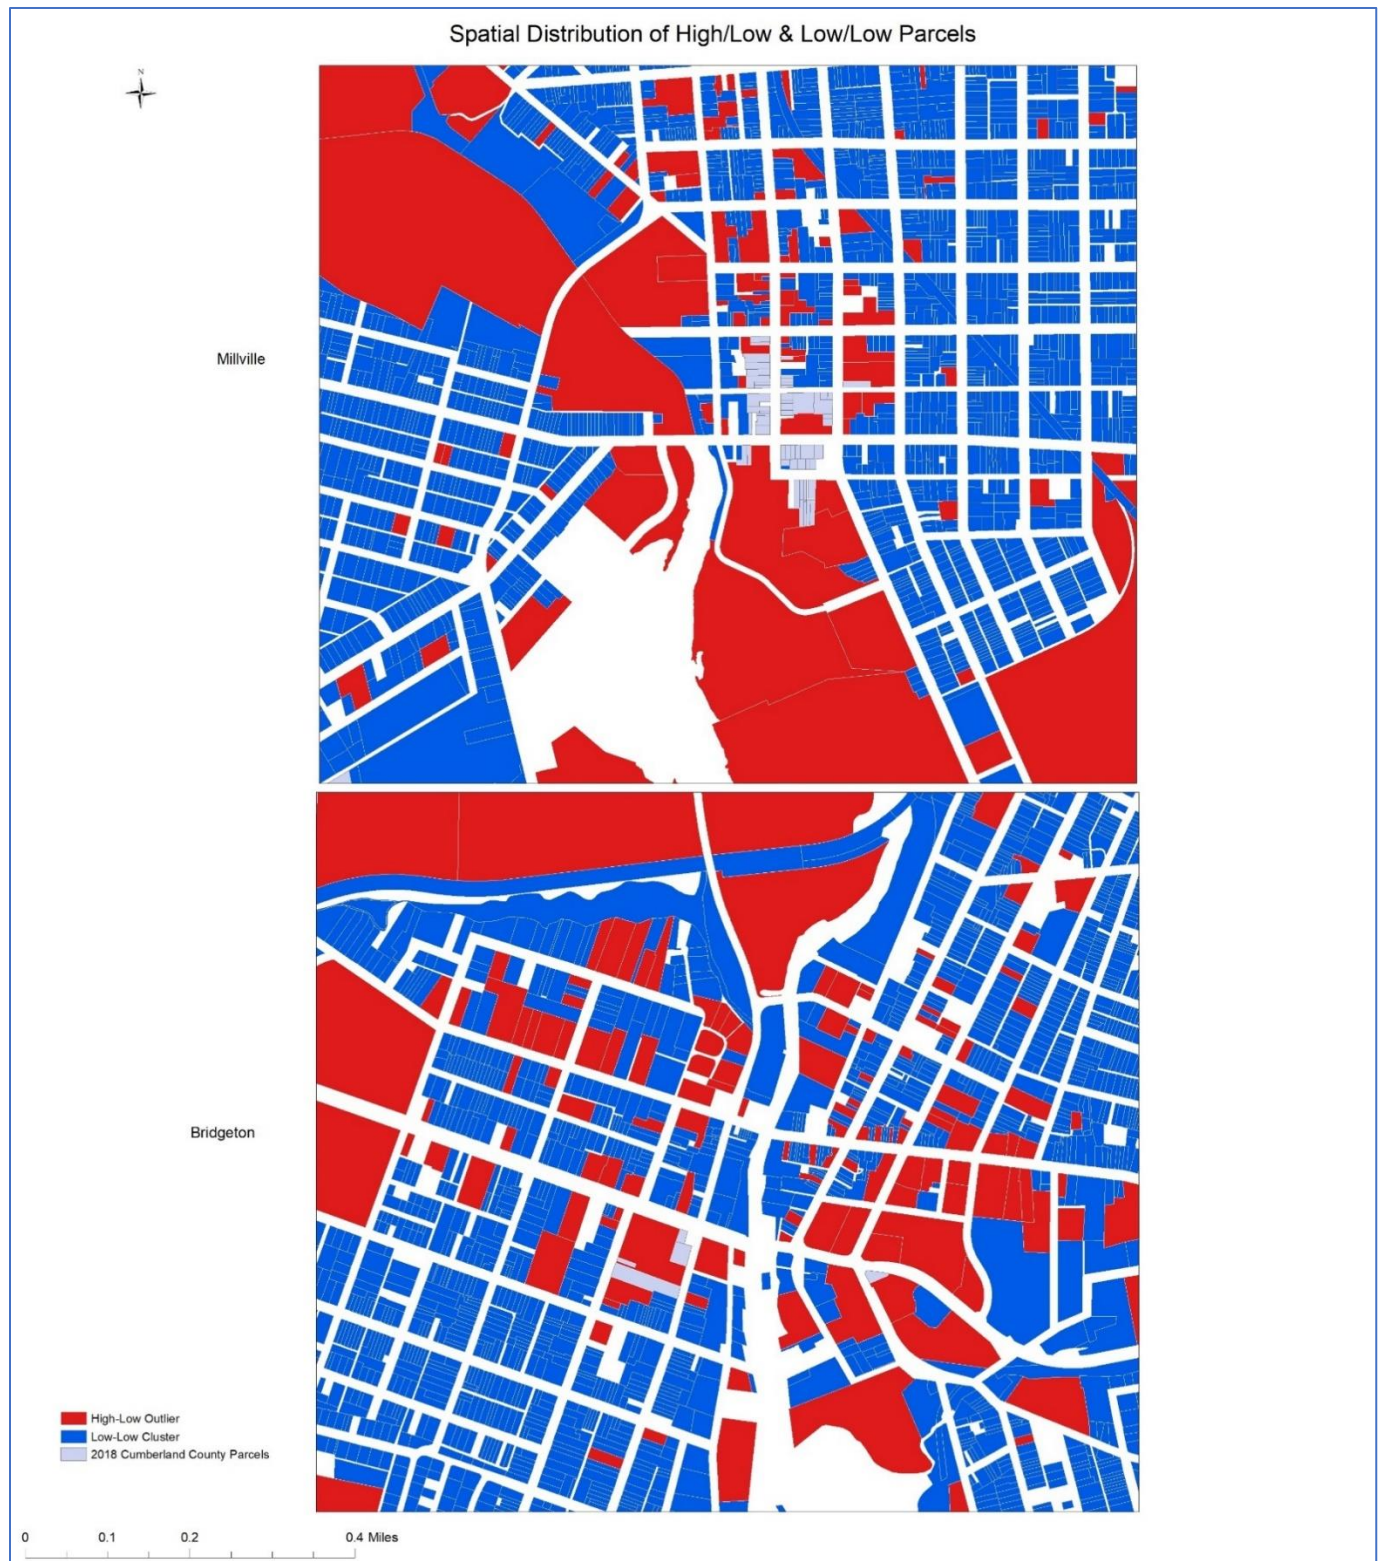 Spatial Distribution of High/Low & Low/Low Parcels
N
Millville
Bridgeton
High-Low Outlier
Low-Low Cluster
2018 Cumberland County Parcels
0 0.1 0.2 0.4 Miles